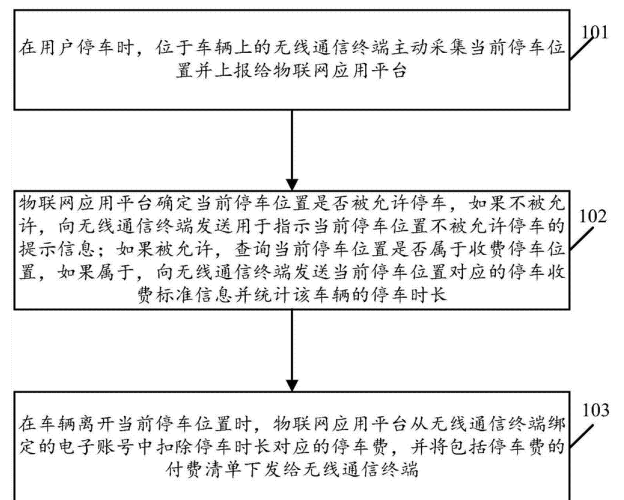 在用户停车时，位于车辆上的无线通信终端主动采集当前停车位
置并上报给物联网应用平台
101
物联网应用平台确定当前停车位置是否被允许停车，如果不被允
许，向无线通信终端发送用于指示当前停车位置不被允许停车的
提示信息；如果被允许，查询当前停车位置是否属于收费停车位
置，如果属于，向无线通信终端发送当前停车位置对应的停车收
费标准信息并统计该车辆的停车时长
102
在车辆离开当前停车位置时，物联网应用平台从无线通信终端绑
定的电子账号中扣除停车时长对应的停车费，并将包括停车费的
付费清单下发给无线通信终端
103